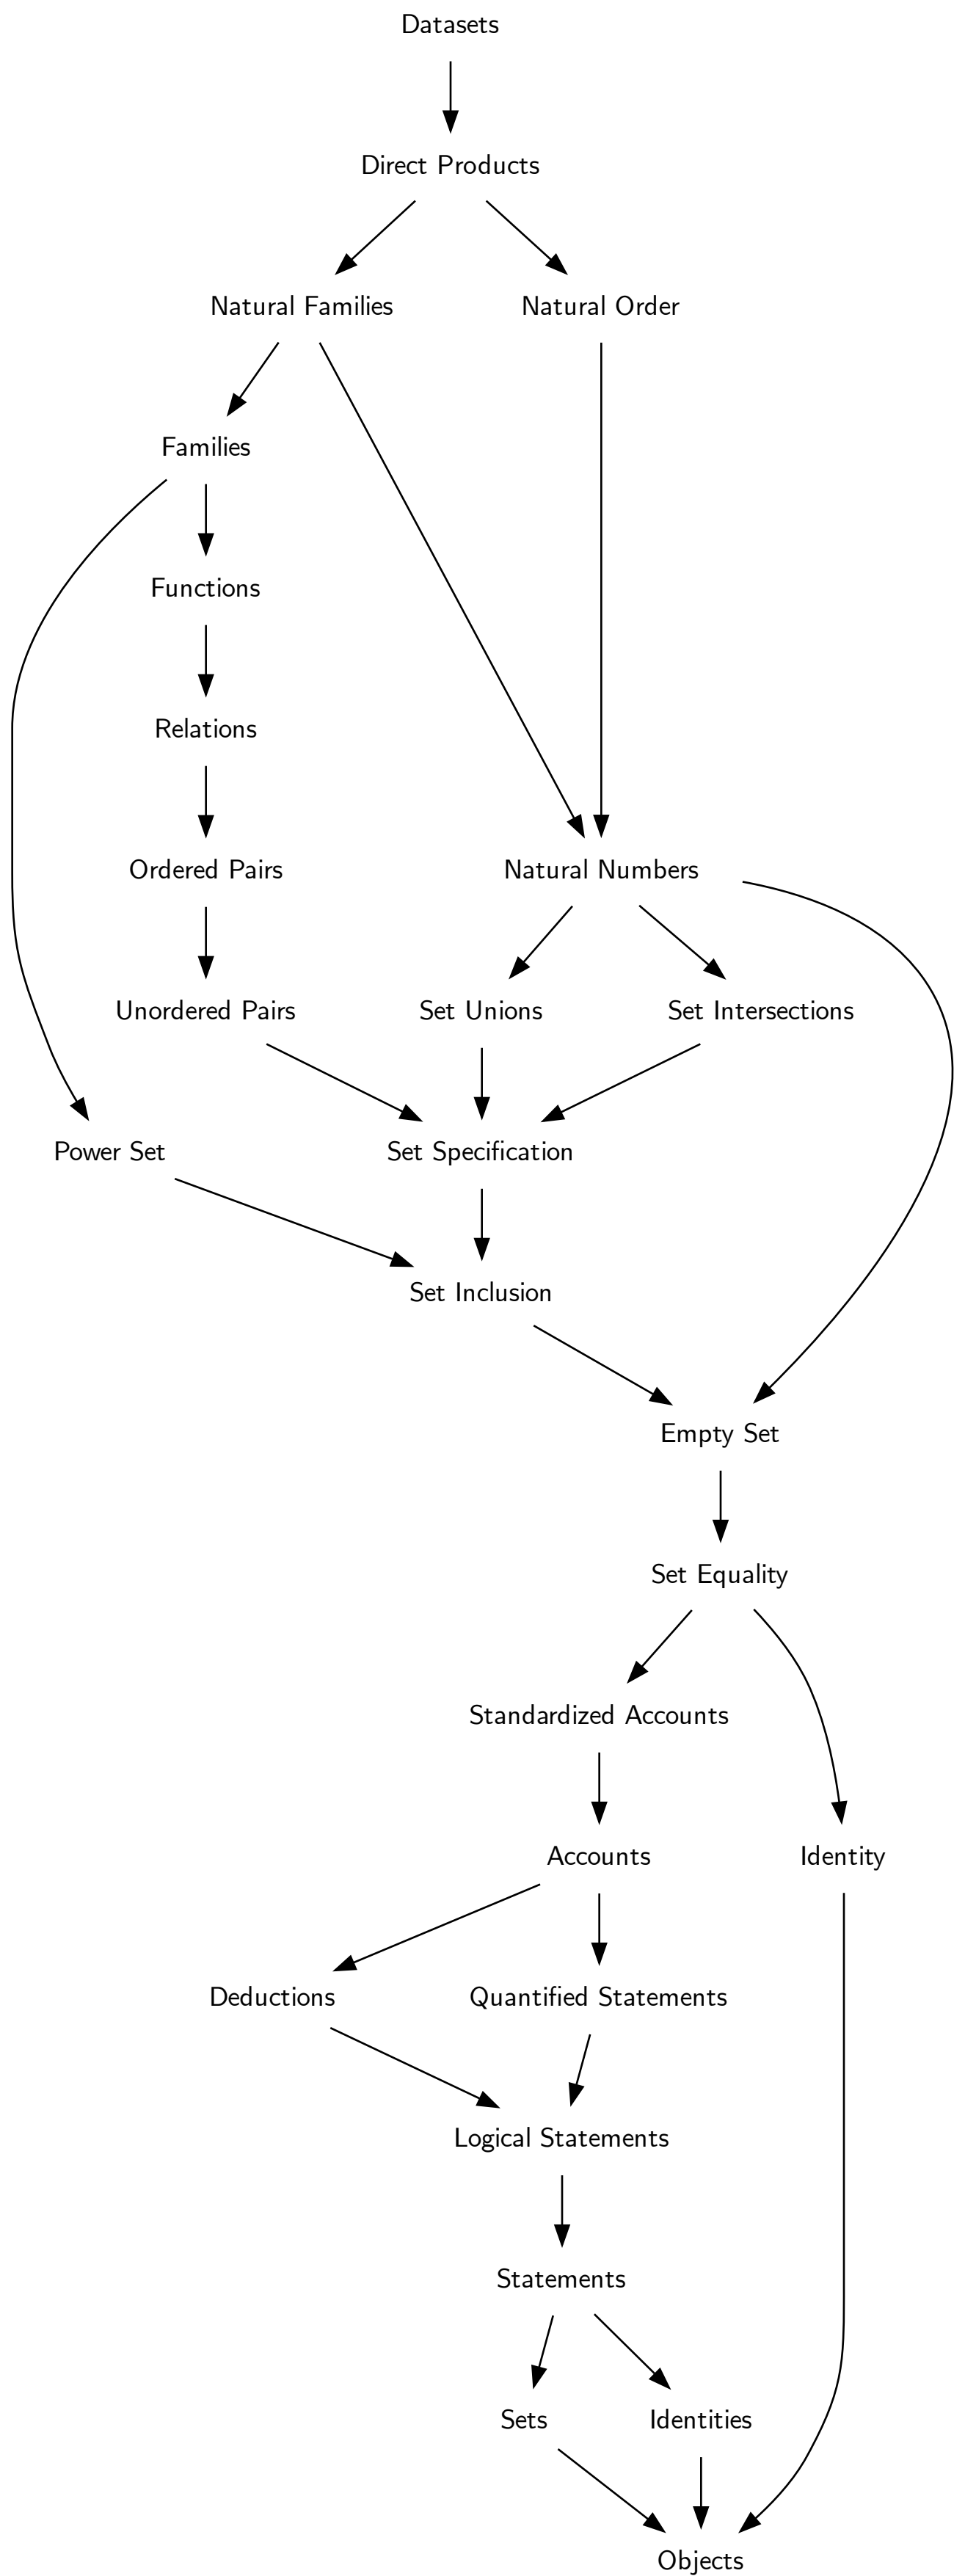 Datasets
Direct Products
Natural Families
Natural Order
Families
Functions
Relations
Ordered Pairs
Natural Numbers
Unordered Pairs
Set Unions
Set Intersections
Power Set
Set Specification
Set Inclusion
Empty Set
Set Equality
Standardized Accounts
Accounts
Identity
Deductions
Quantified Statements
Logical Statements
Statements
Sets
Identities
Objects